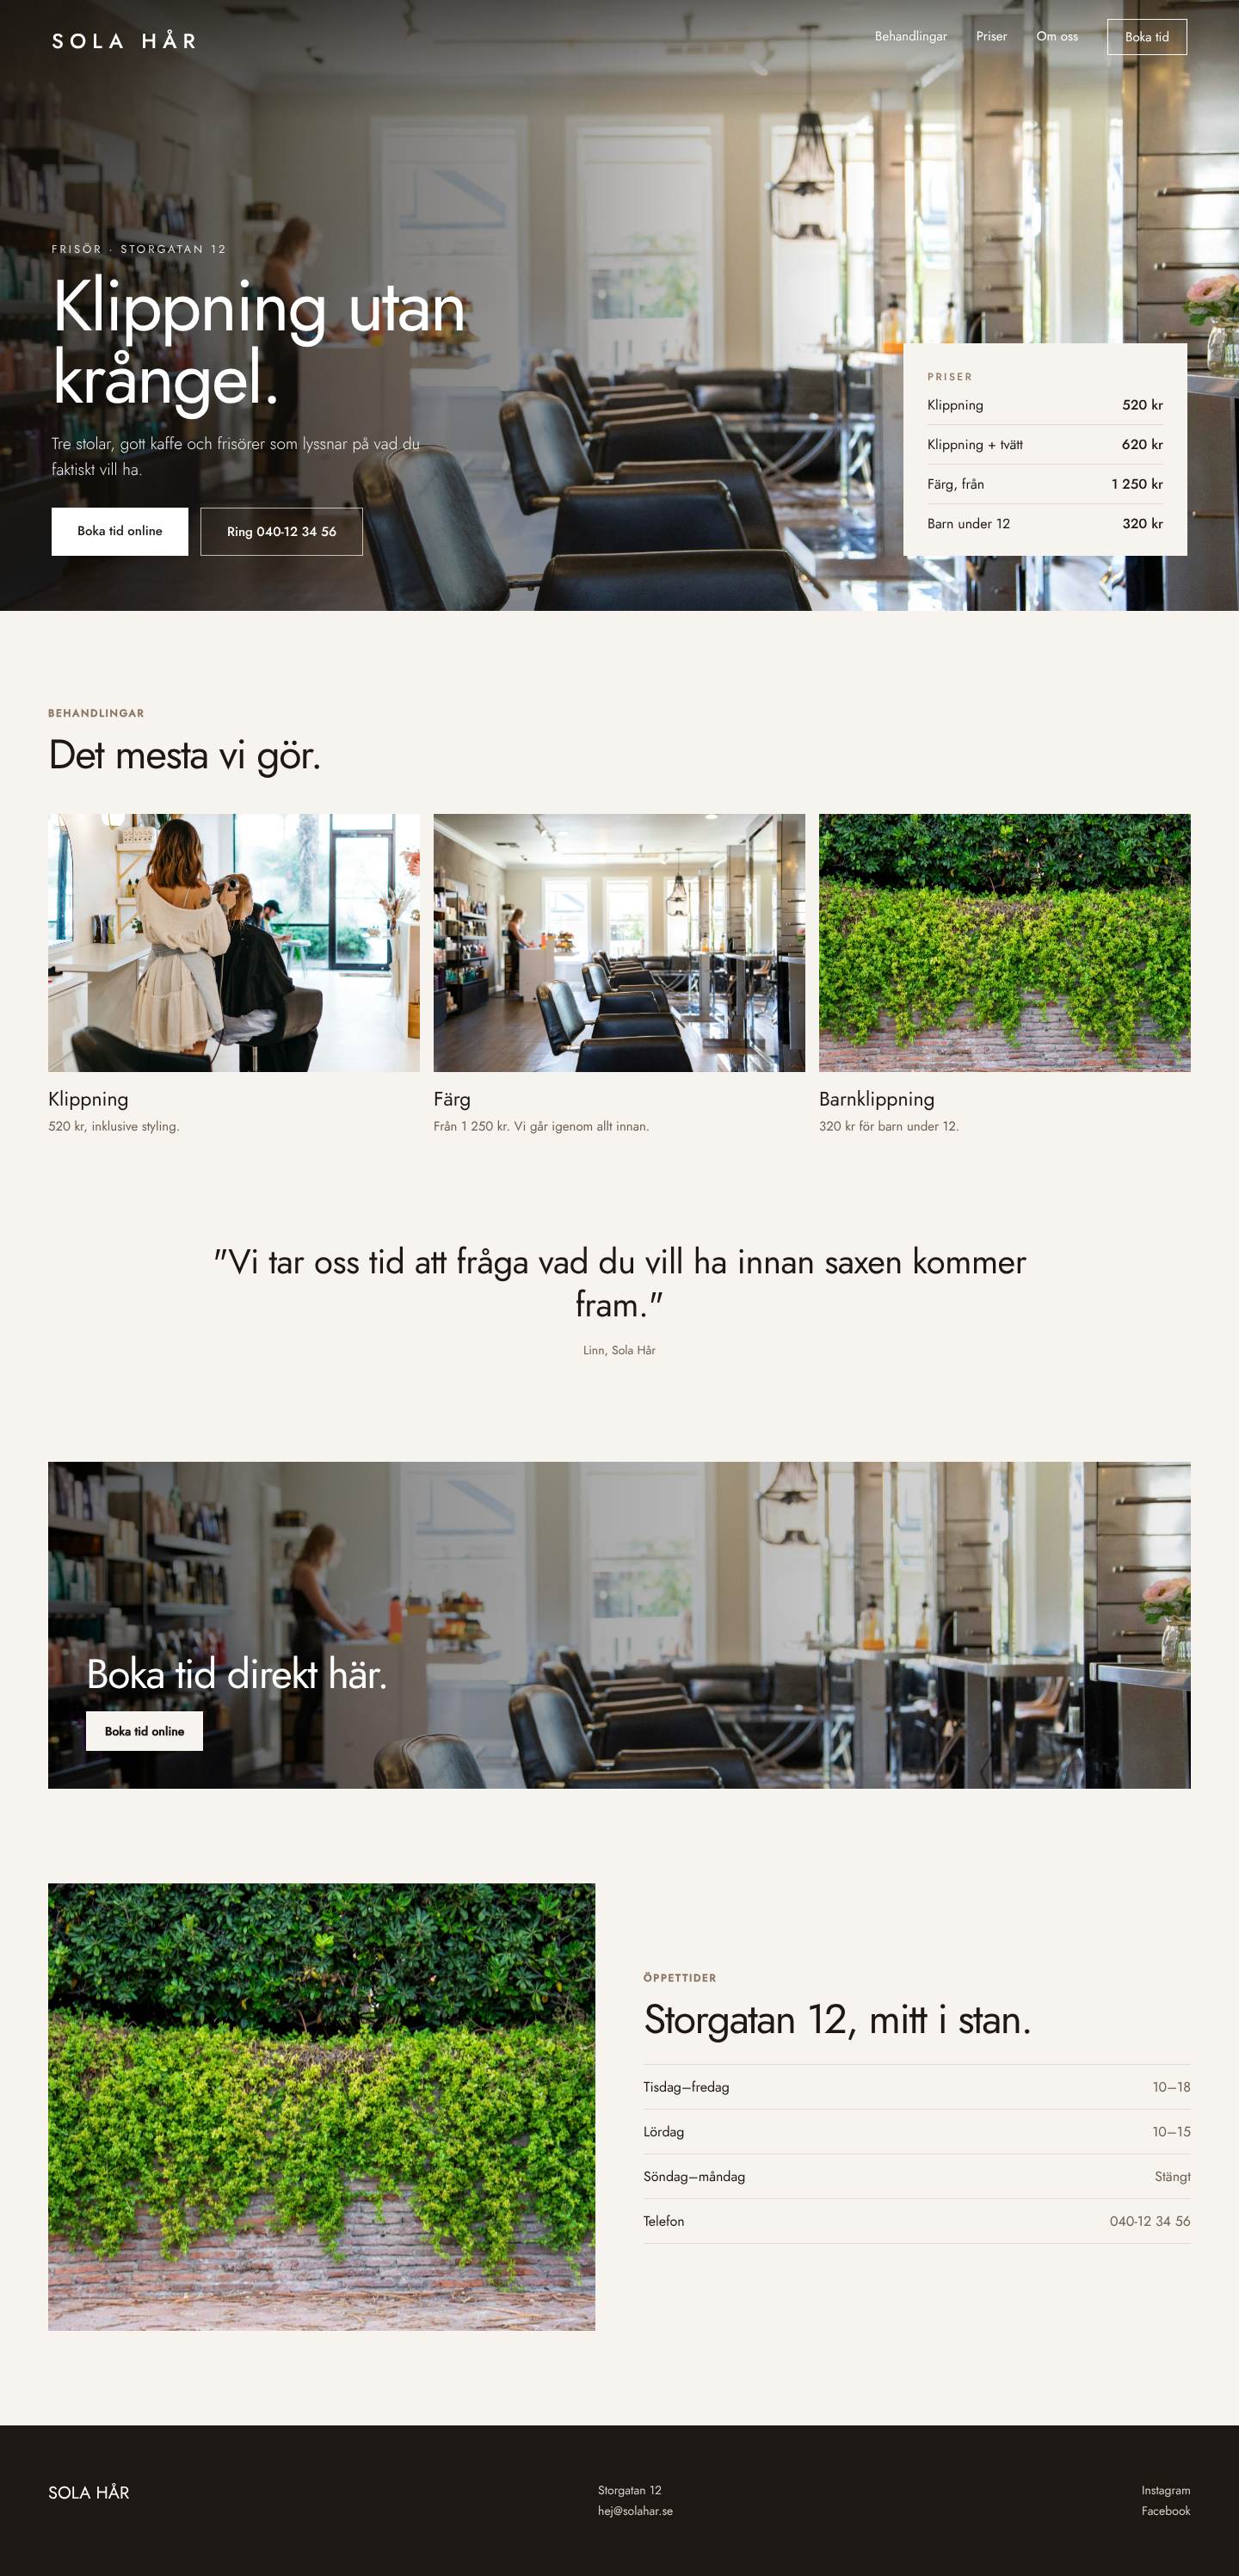 SOLA HÅR
Behandlingar Priser Om oss Boka tid
FRISÖR · STORGATAN 12
Klippning utan
krångel.
Tre stolar, gott kaffe och frisörer som lyssnar på vad du
faktiskt vill ha.
Boka tid online Ring 040-12 34 56
PRISER
Klippning 520 kr
Klippning + tvätt 620 kr
Färg, från 1 250 kr
Barn under 12 320 kr
BEHANDLINGAR
Det mesta vi gör.
Klippning
520 kr, inklusive styling.
Färg
Från 1 250 kr. Vi går igenom allt innan.
Barnklippning
320 kr för barn under 12.
"Vi tar oss tid att fråga vad du vill ha innan saxen kommer
fram."
Linn, Sola Hår
Boka tid direkt här.
Boka tid online
ÖPPETTIDER
Storgatan 12, mitt i stan.
Tisdag–fredag 10–18
Lördag 10–15
Söndag–måndag Stängt
Telefon 040-12 34 56
SOLA HÅR
Storgatan 12
hej@solahar.se
Instagram
Facebook